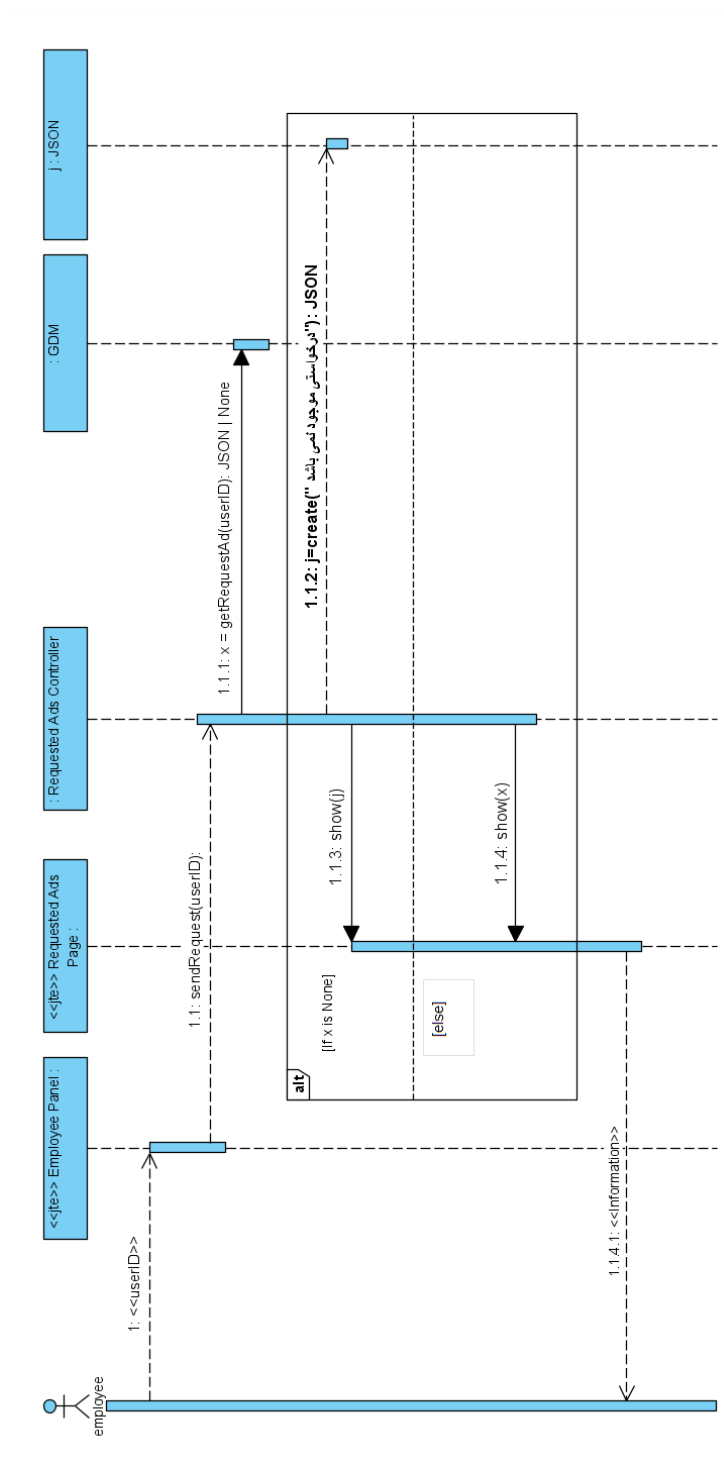 employee
<<jte>> Employee Panel :
<<jte>> Requested Ads
Page :
: Requested Ads Controller
: GDM
j : JSON
1: <<userID>>
1.1: sendRequest(userID):
1.1.1: x = getRequestAd(userID): JSON | None
alt
[If x is None]
1.1.2: j=create("درخواستی موجود نمی باشد"): JSON
1.1.3: show(j)
[else]
1.1.4: show(x)
1.1.4.1: <<Information>>